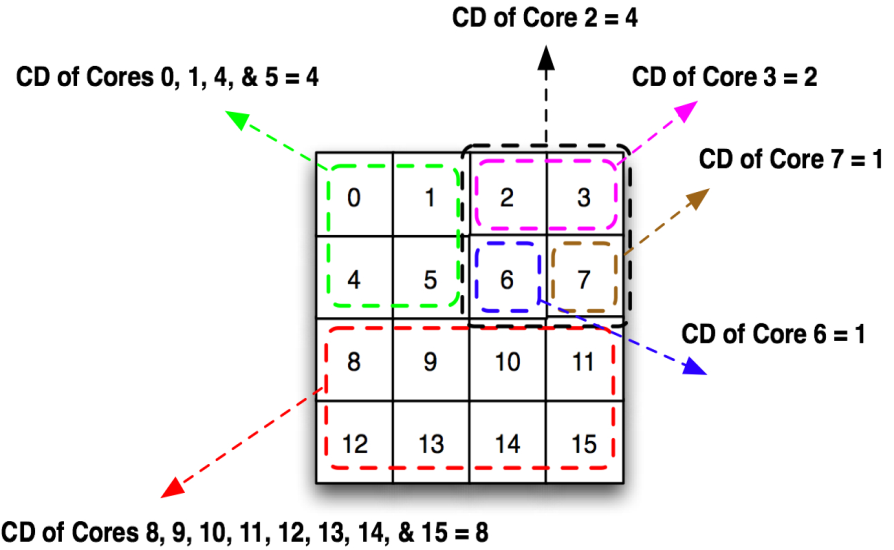 CD of Core 2 = 4
CD of Cores 0, 1, 4, & 5 = 4
CD of Core 3 = 2
CD of Core 7 = 1
0 1 2 3
4 5 6 7
CD of Core 6 = 1
8 9 10 11
12 13 14 15
CD of Cores 8, 9, 10, 11, 12, 13, 14, & 15 = 8